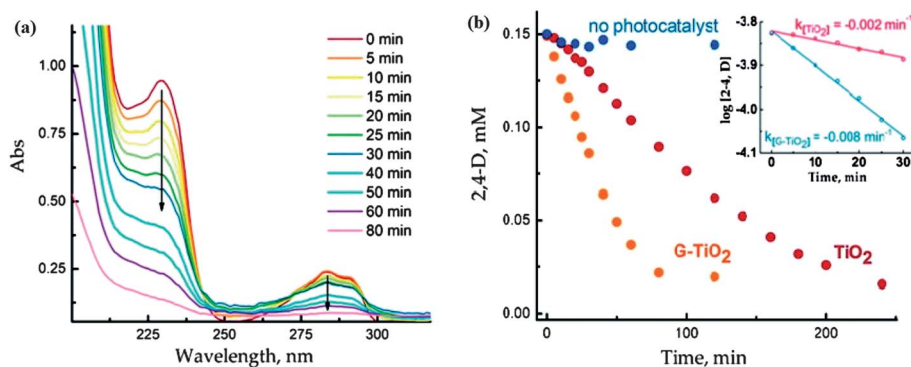 (a)
Abs
1.00
0.75
0.50
0.25
225
250
275
300
Wavelength, nm
0 min
5 min
10 min
15 min
20 min
25 min
30 min
40 min
50 min
60 min
80 min
(b)
2,4-D, mM
0.20
0.15
0.10
0.05
0.00
0
100
200
Time, min
no photocatalyst
G-TiO₂
TiO₂
log [2-4, D]
-3.8
-3.9
-4.0
-4.1
0
10
20
30
Time, min
k[TiO₂] = -0.002 min⁻¹
k[G-TiO₂] = -0.008 min⁻¹